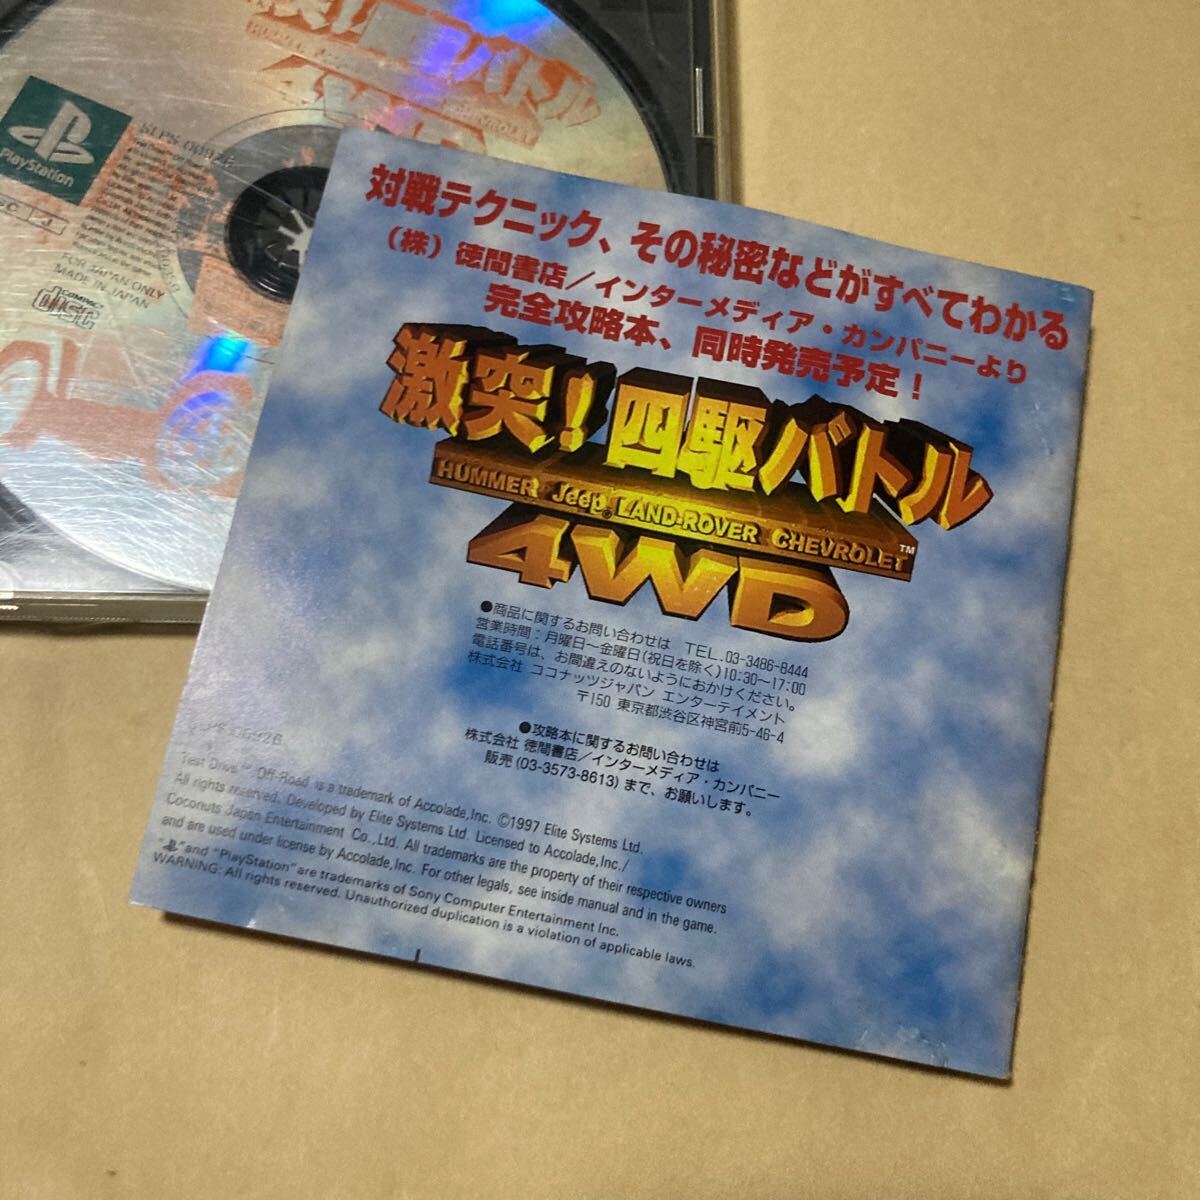 バトル
4WD
PlayStation
SLPS 00926
FOR JAPAN ONLY
MADE IN JAPAN
COMPACT
disc
対戦テクニック、その秘密などがすべてわかる
(株) 徳間書店/インターメディア・カンパニーより
完全攻略本、同時発売予定!
激突!四駆バトル
HUMMER Jeep® LAND-ROVER CHEVROLET™
4WD
●商品に関するお問い合わせは TEL.03-3486-8444
営業時間:月曜日~金曜日(祝日を除く)10:30~17:00
電話番号は、お間違えのないようにおかけください。
株式会社 ココナッツジャパン エンターテイメント
〒150 東京都渋谷区神宮前5-46-4
●攻略本に関するお問い合わせは
株式会社 徳間書店/インターメディア・カンパニー
販売 (03-3573-8613) まで、お願いします。
SLPS 00926
Test Drive™ Off-Road is a trademark of Accolade,Inc. ©1997 Elite Systems Ltd.
All rights reserved. Developed by Elite Systems Ltd. Licensed to Accolade,Inc./
Coconuts Japan Entertainment Co.,Ltd. All trademarks are the property of their respective owners
and are used under license by Accolade,Inc. For other legals, see inside manual and in the game.
" "and "PlayStation" are trademarks of Sony Computer Entertainment Inc.
WARNING: All rights reserved. Unauthorized duplication is a violation of applicable laws.